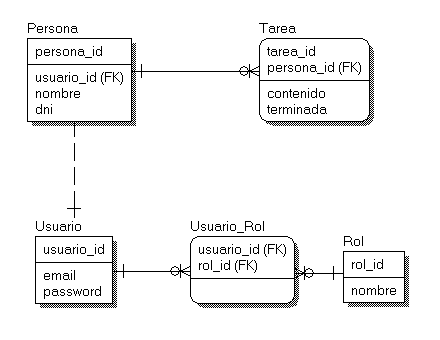 Persona
persona_id
usuario_id (FK)
nombre
dni
Tarea
tarea_id
persona_id (FK)
contenido
terminada
Usuario
usuario_id
email
password
Usuario_Rol
usuario_id (FK)
rol_id (FK)
Rol
rol_id
nombre